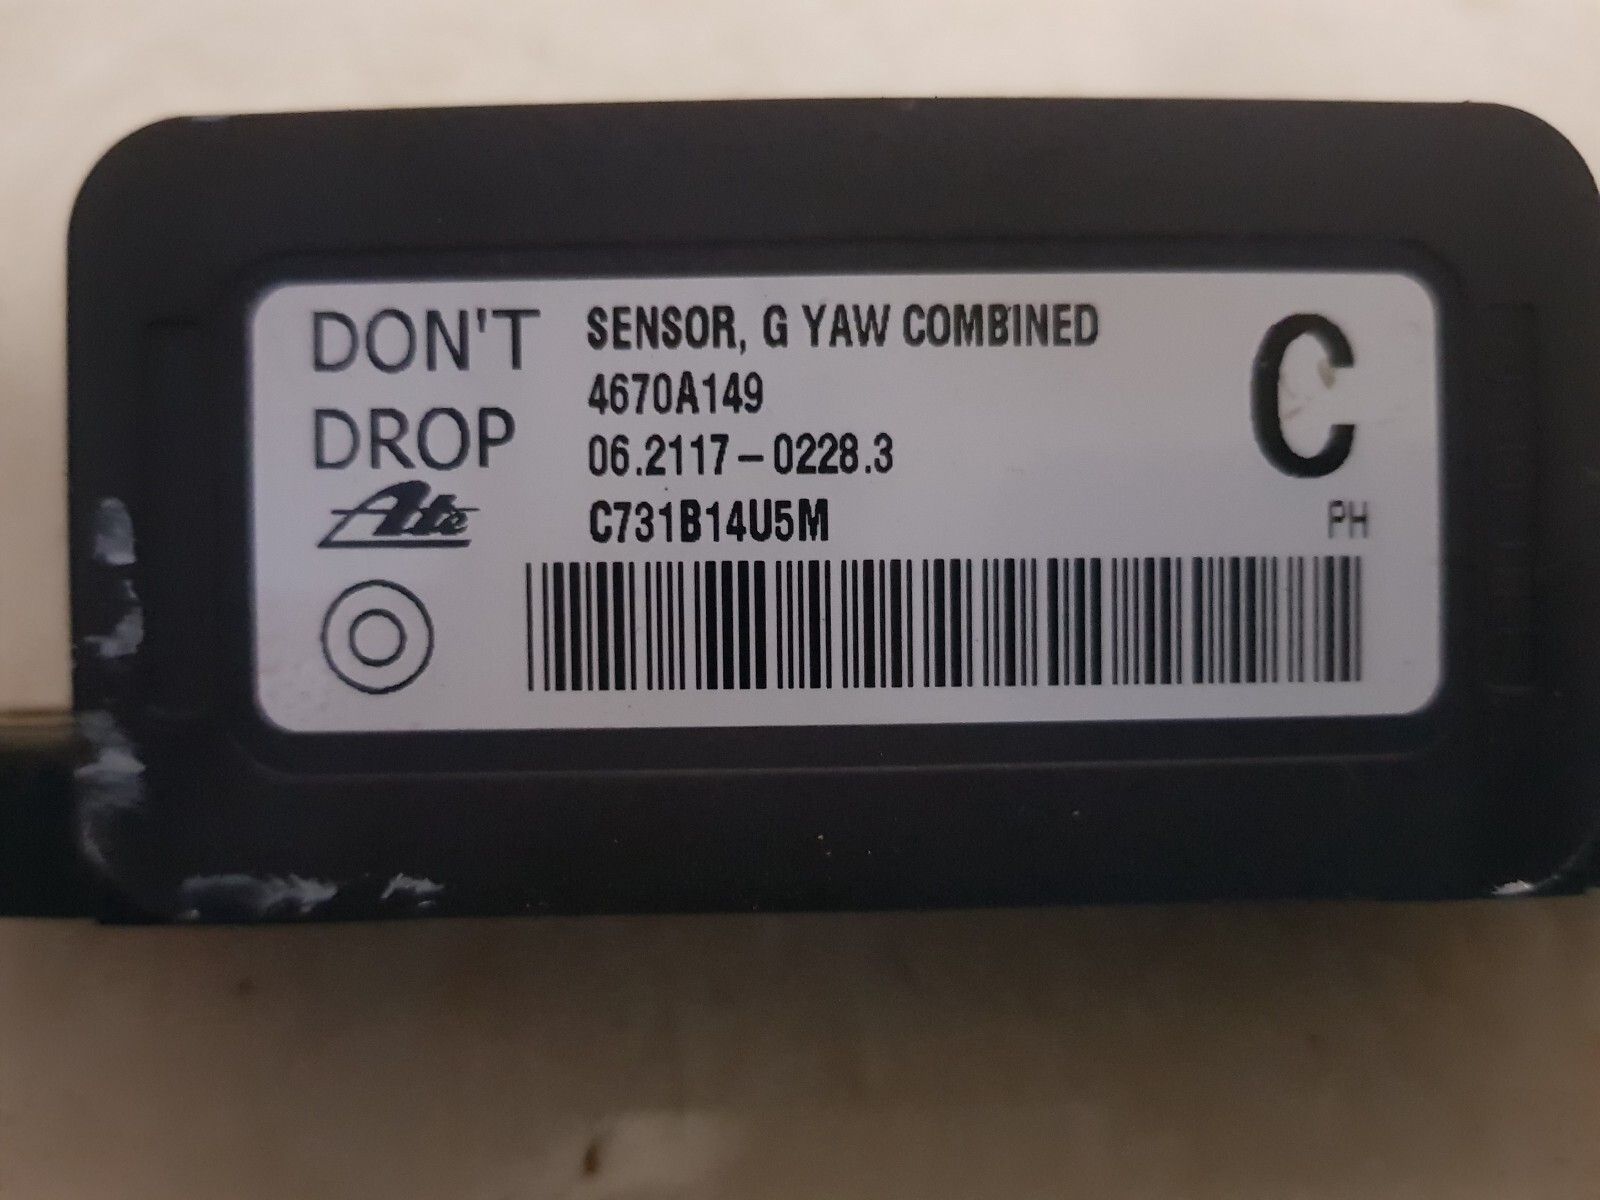 DON'T
DROP
Ate
SENSOR, G YAW COMBINED
4670A149
06.2117-0228.3
C731B14U5M
C
PH